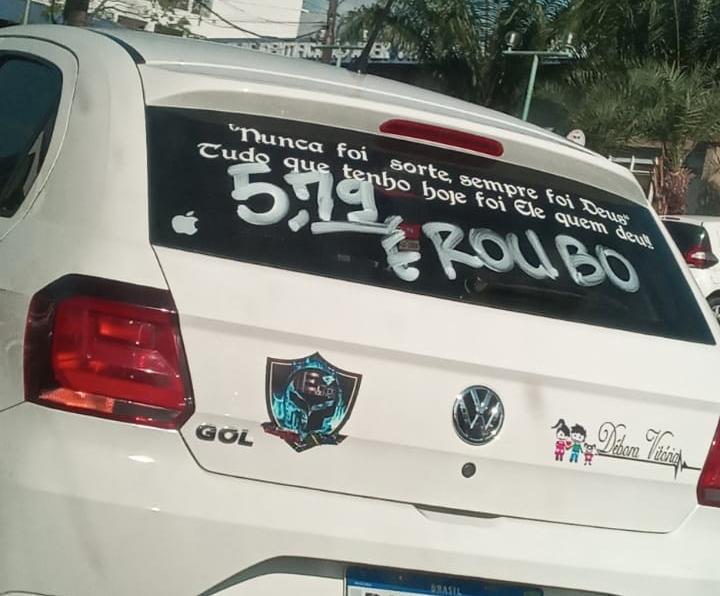 "Nunca foi sorte, sempre foi Deus"
Tudo que tenho hoje foi Ele quem deu!!
5,79
É ROUBO
GOL
Débora Vitória
BRASIL